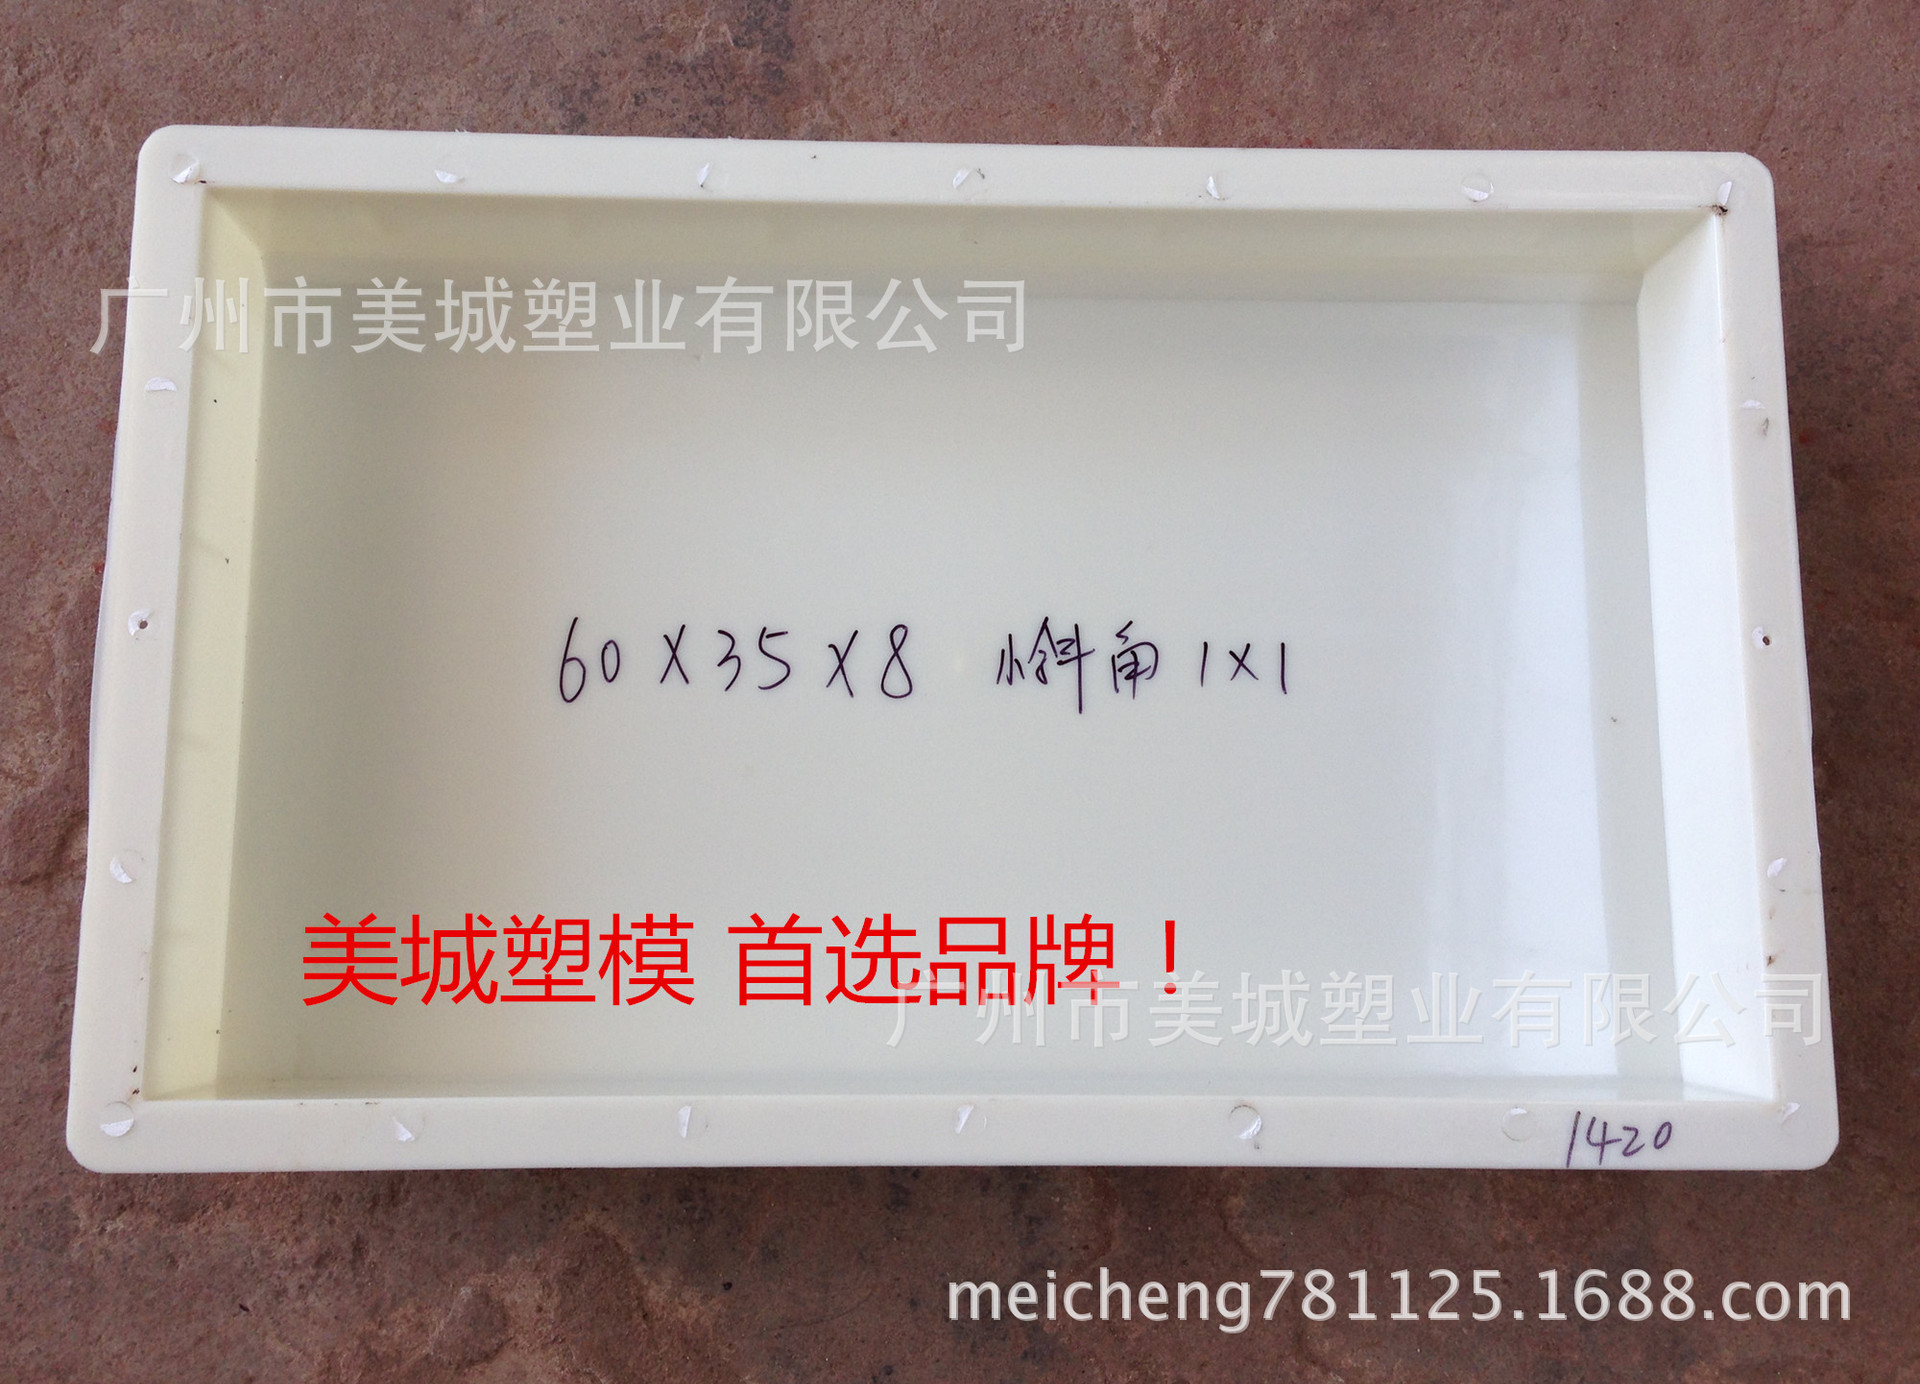 广州市美城塑业有限公司
60X35X8 小斜角1X1
美城塑模 首选品牌！
广州市美城塑业有限公司
1420
meicheng781125.1688.com